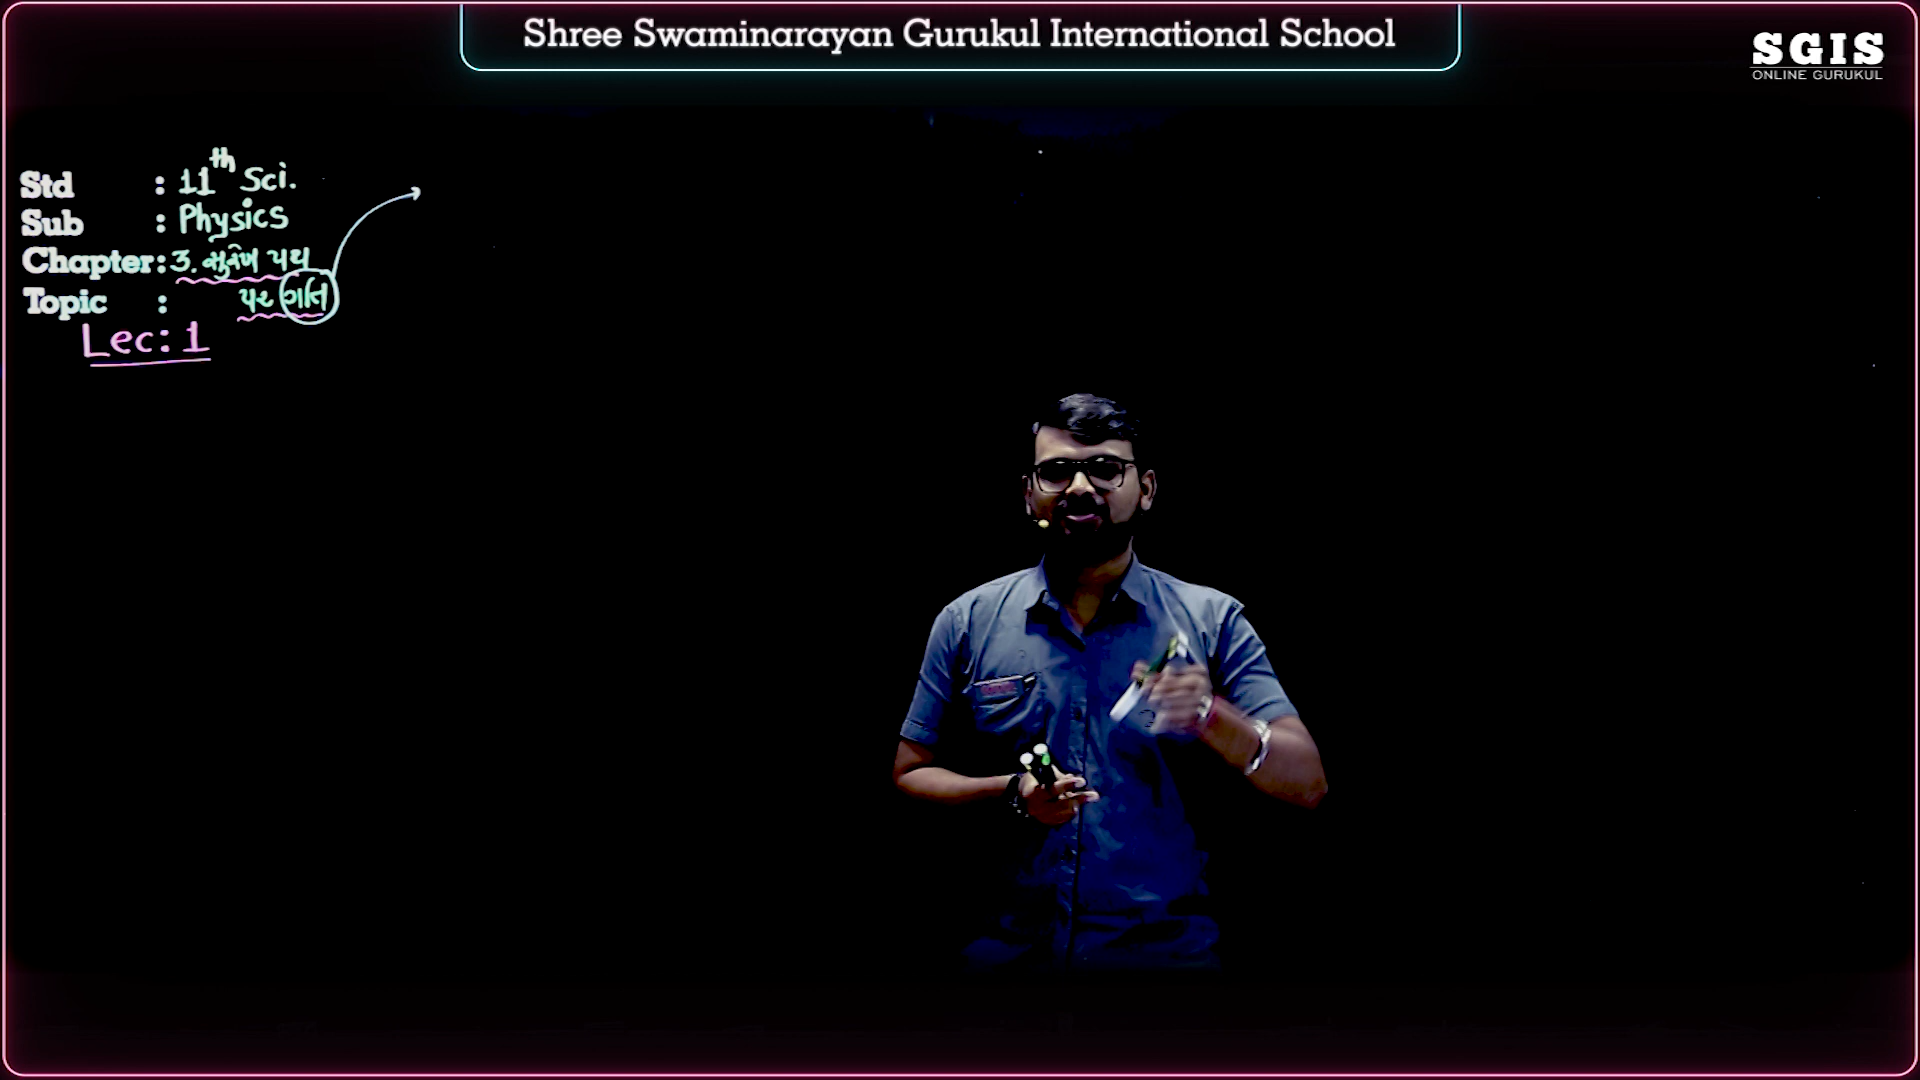 Shree Swaminarayan Gurukul International School
SGIS
ONLINE GURUKUL
Std : 11th Sci.
Sub : Physics
Chapter: 3. સુરેખ પથ
Topic : પર ગતિ
Lec: 1